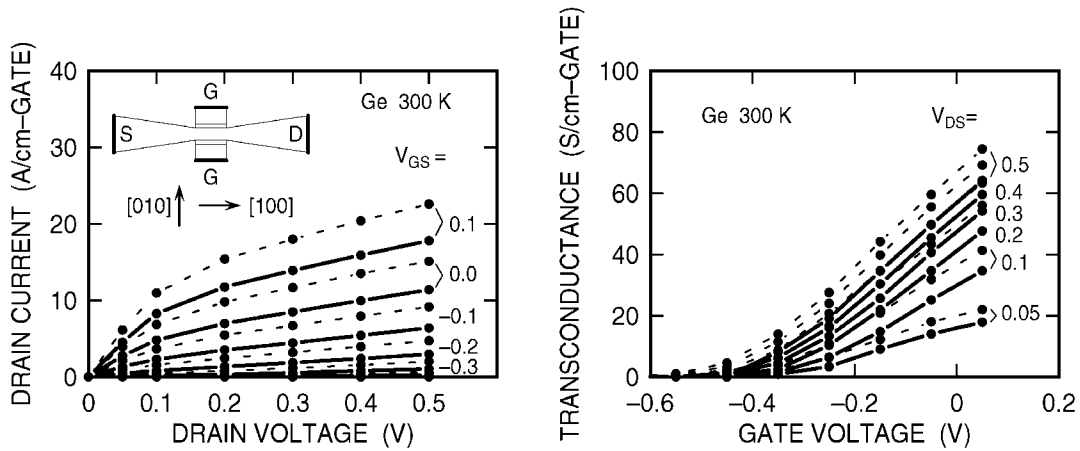 DRAIN CURRENT (A/cm–GATE)
40
30
20
10
0
G
S
D
G
Ge 300 K
VGS =
[010]
[100]
0.1
0.0
–0.1
–0.2
–0.3
0 0.1 0.2 0.3 0.4 0.5
DRAIN VOLTAGE (V)
TRANSCONDUCTANCE (S/cm–GATE)
100
80
60
40
20
0
Ge 300 K
VDS=
0.5
0.4
0.3
0.2
0.1
0.05
–0.6 –0.4 –0.2 0 0.2
GATE VOLTAGE (V)